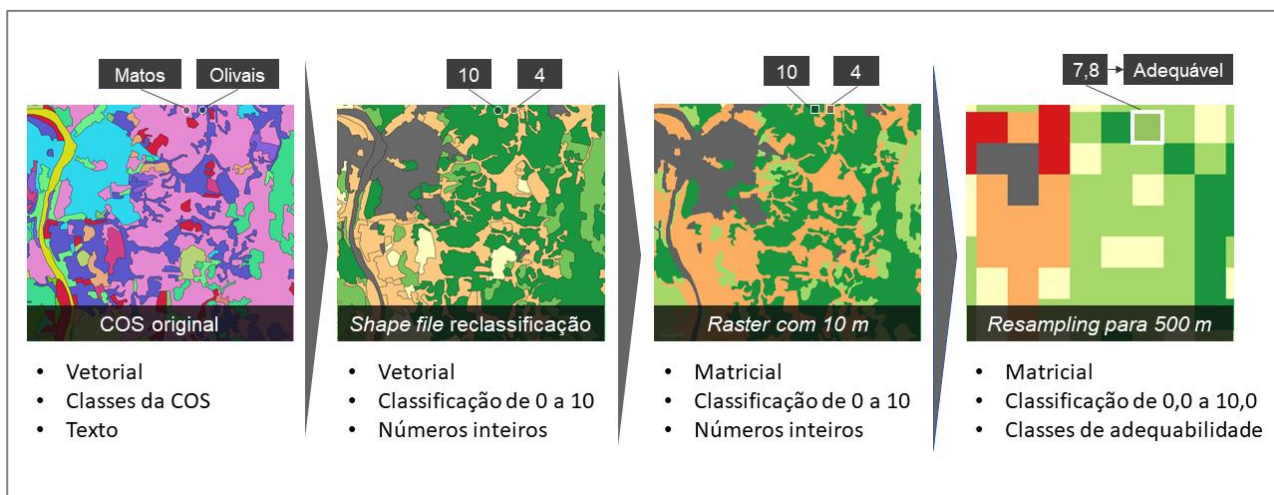 Matos Olivais
COS original
• Vetorial
• Classes da COS
• Texto
10 4
Shape file reclassificação
• Vetorial
• Classificação de 0 a 10
• Números inteiros
10 4
Raster com 10 m
• Matricial
• Classificação de 0 a 10
• Números inteiros
7,8 Adequável
Resampling para 500 m
• Matricial
• Classificação de 0,0 a 10,0
• Classes de adequabilidade